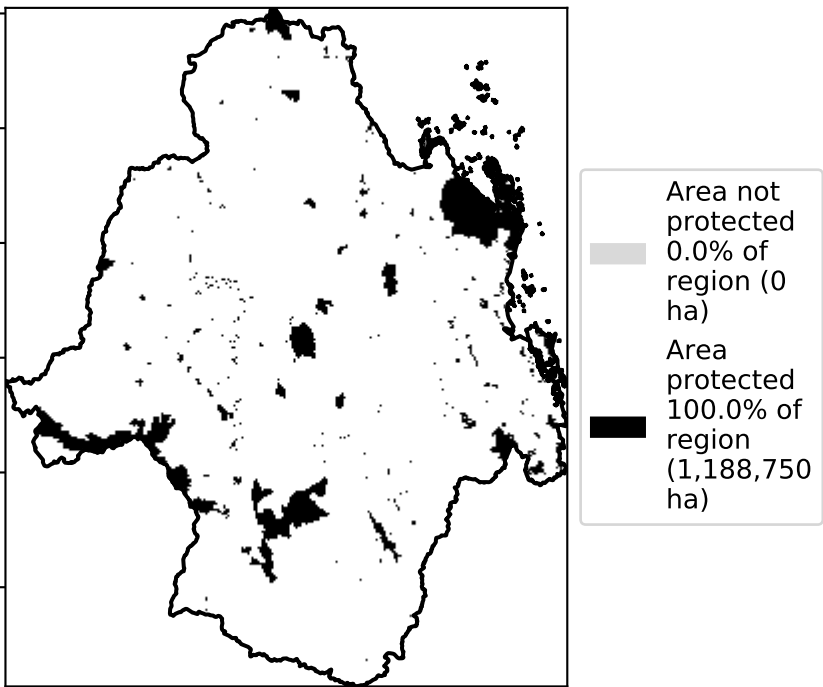 Area not
protected
0.0% of
region (0
ha)
Area
protected
100.0% of
region
(1,188,750
ha)